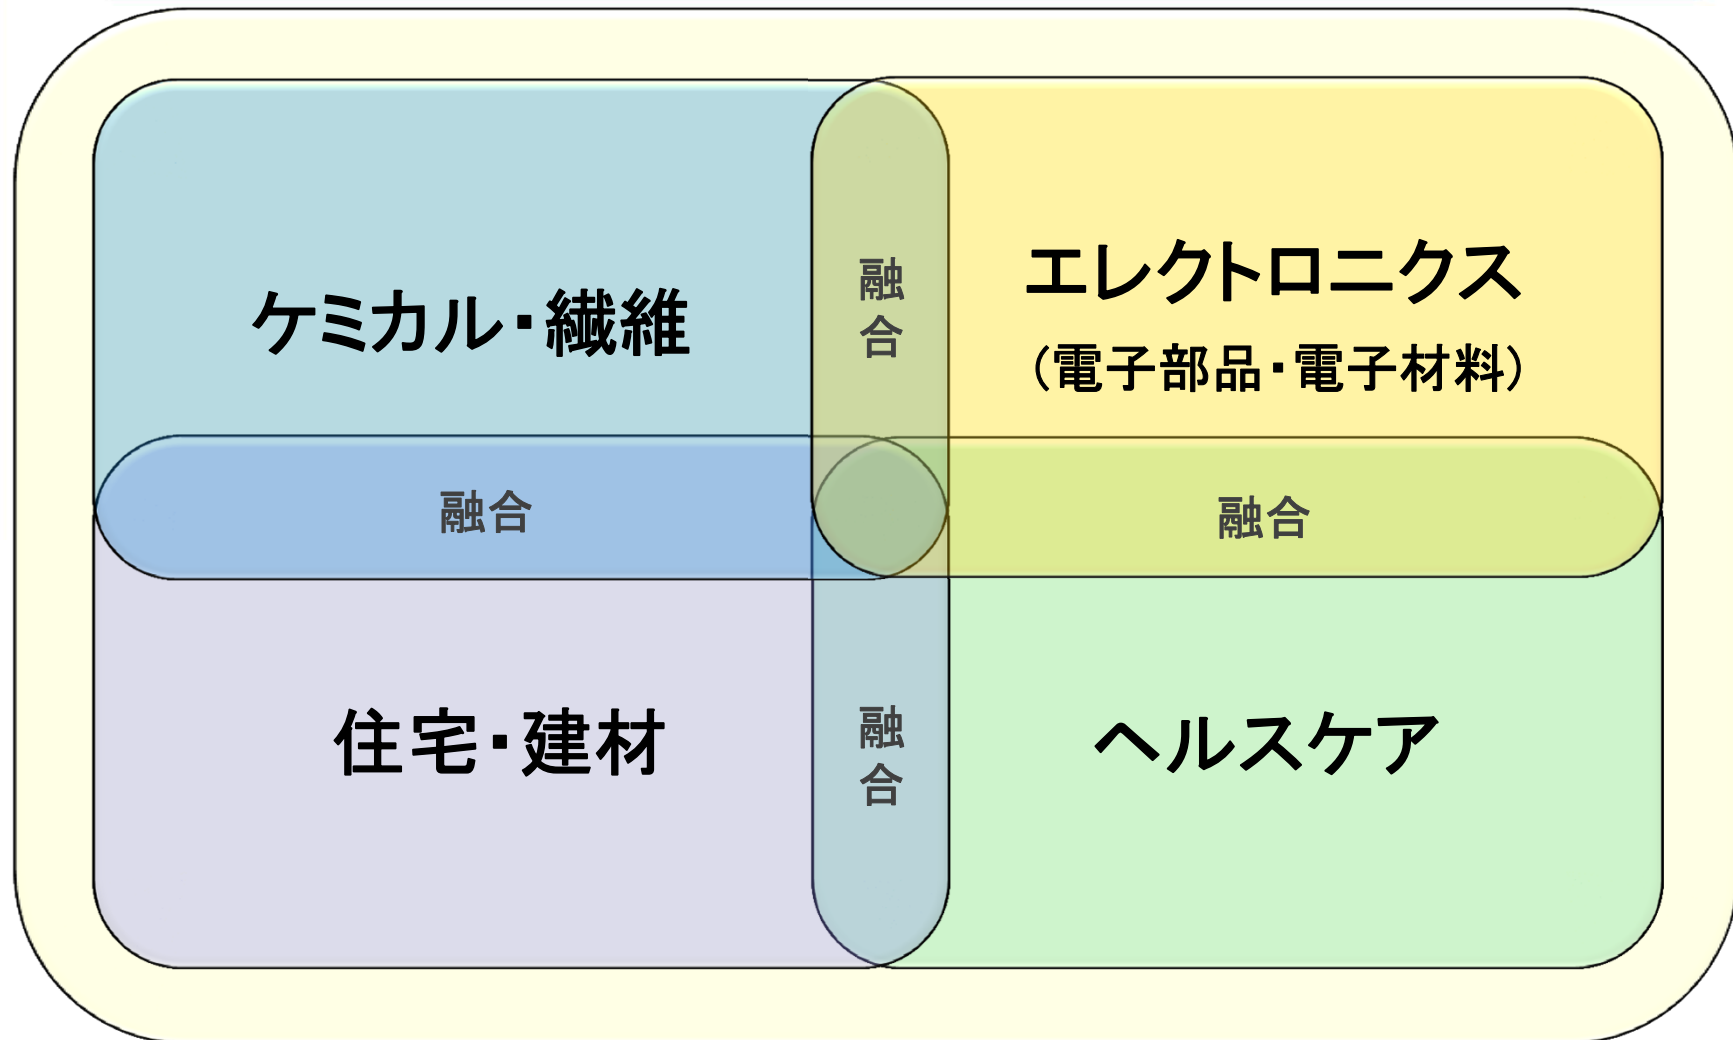 ケミカル・繊維
融合
エレクトロニクス
（電子部品・電子材料）
融合
融合
住宅・建材
融合
ヘルスケア